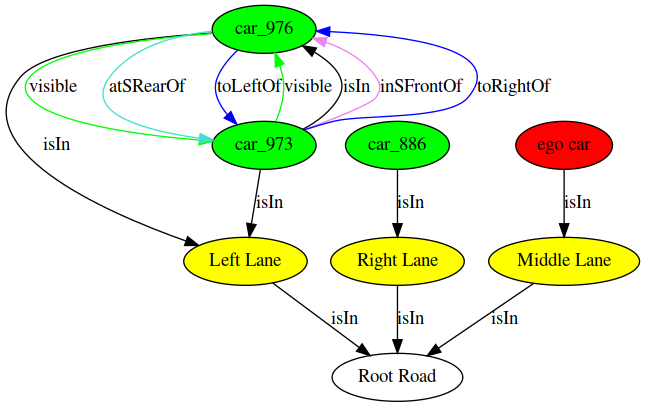 car_976
visible
atSRearOf
toLeftOf
visible
isIn
inSFrontOf
toRightOf
isIn
car_973
car_886
ego car
isIn
isIn
isIn
Left Lane
Right Lane
Middle Lane
isIn
isIn
isIn
Root Road